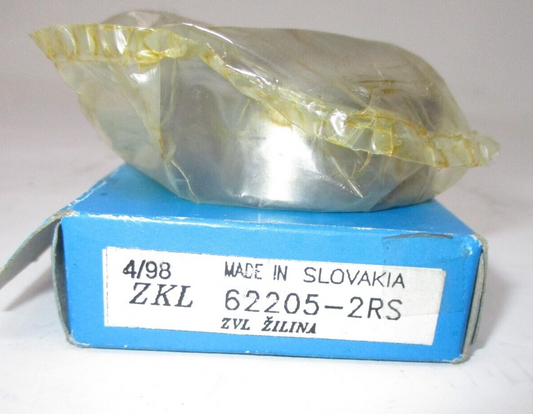 4/98 MADE IN SLOVAKIA
ZKL 62205-2RS
ZVL ŽILINA